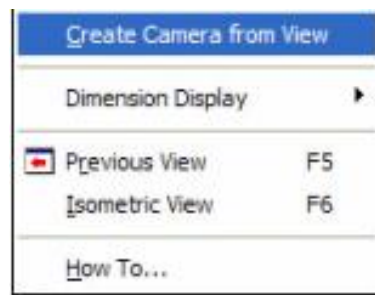 Create Camera from View
Dimension Display
Previous View F5
Isometric View F6
How To...